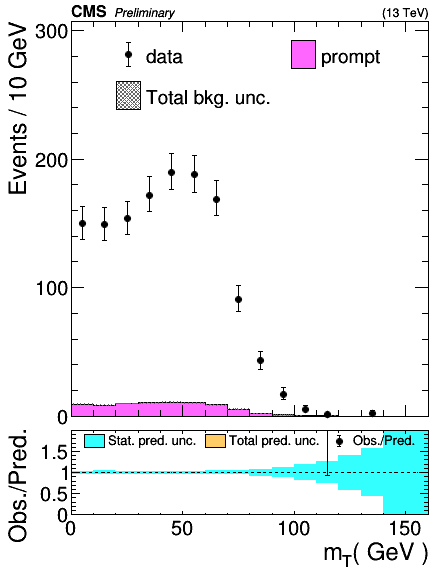 CMS Preliminary (13 TeV)
Events / 10 GeV
300
200
100
0
data
prompt
Total bkg. unc.
Obs./Pred.
1.5
1
0.5
0
Stat. pred. unc.
Total pred. unc.
Obs./Pred.
0 50 100 150
m_T( GeV )